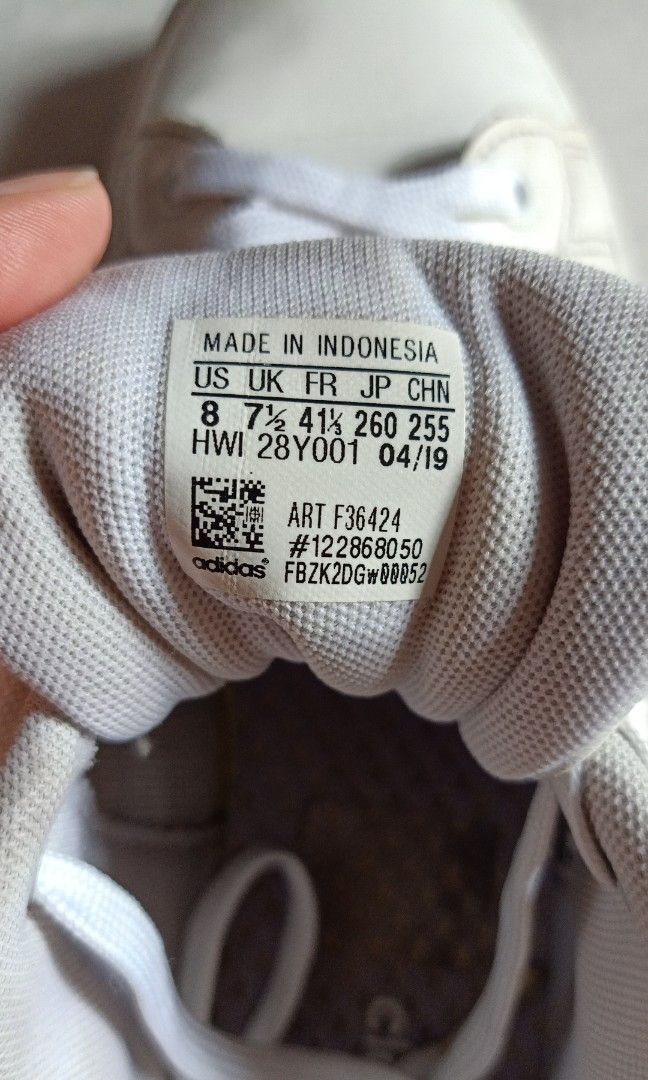 MADE IN INDONESIA
US UK FR JP CHN
8 7½ 41⅓ 260 255
HWI 28Y001 04/19
ART F36424
#122868050
adidas® FBZK2DGw00052